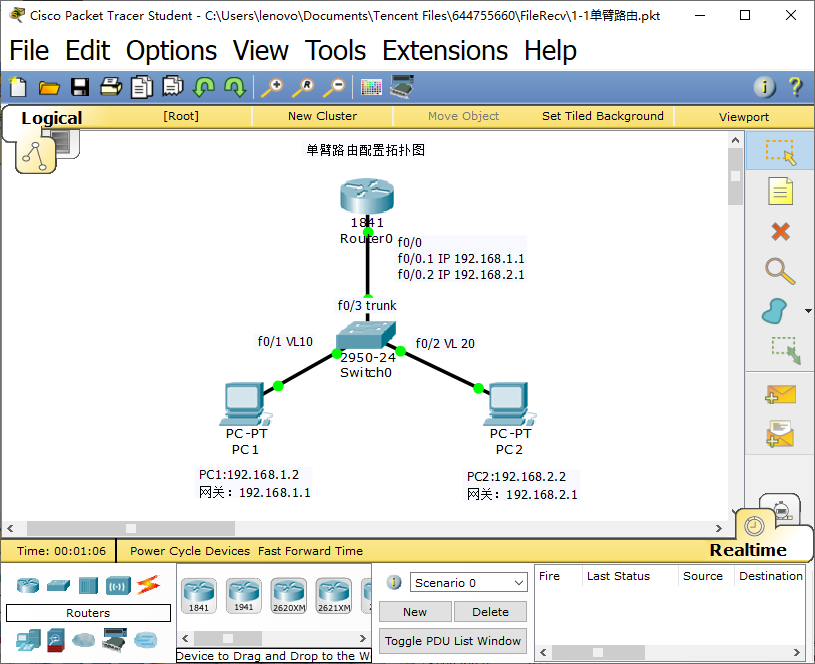 Cisco Packet Tracer Student - C:\Users\lenovo\Documents\Tencent Files\644755660\FileRecv\1-1单臂路由.pkt
File Edit Options View Tools Extensions Help
Logical
[Root]
New Cluster
Move Object
Set Tiled Background
Viewport
单臂路由配置拓扑图
1841
Router0
f0/0
f0/0.1 IP 192.168.1.1
f0/0.2 IP 192.168.2.1
f0/3 trunk
f0/1 VL10
f0/2 VL 20
2950-24
Switch0
PC-PT
PC1
PC-PT
PC2
PC1:192.168.1.2
网关：192.168.1.1
PC2:192.168.2.2
网关：192.168.2.1
Time: 00:01:06
Power Cycle Devices Fast Forward Time
Realtime
Routers
1841
1941
2620XM
2621XM
Device to Drag and Drop to the W
Scenario 0
New
Delete
Toggle PDU List Window
Fire
Last Status
Source
Destination